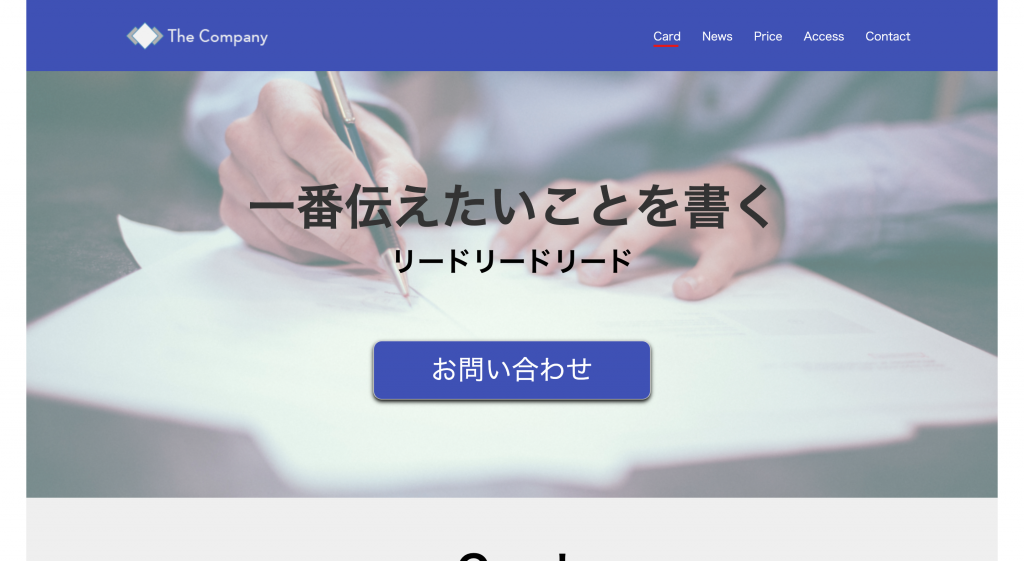 The Company
Card News Price Access Contact
一番伝えたいことを書く
リードリードリード
お問い合わせ